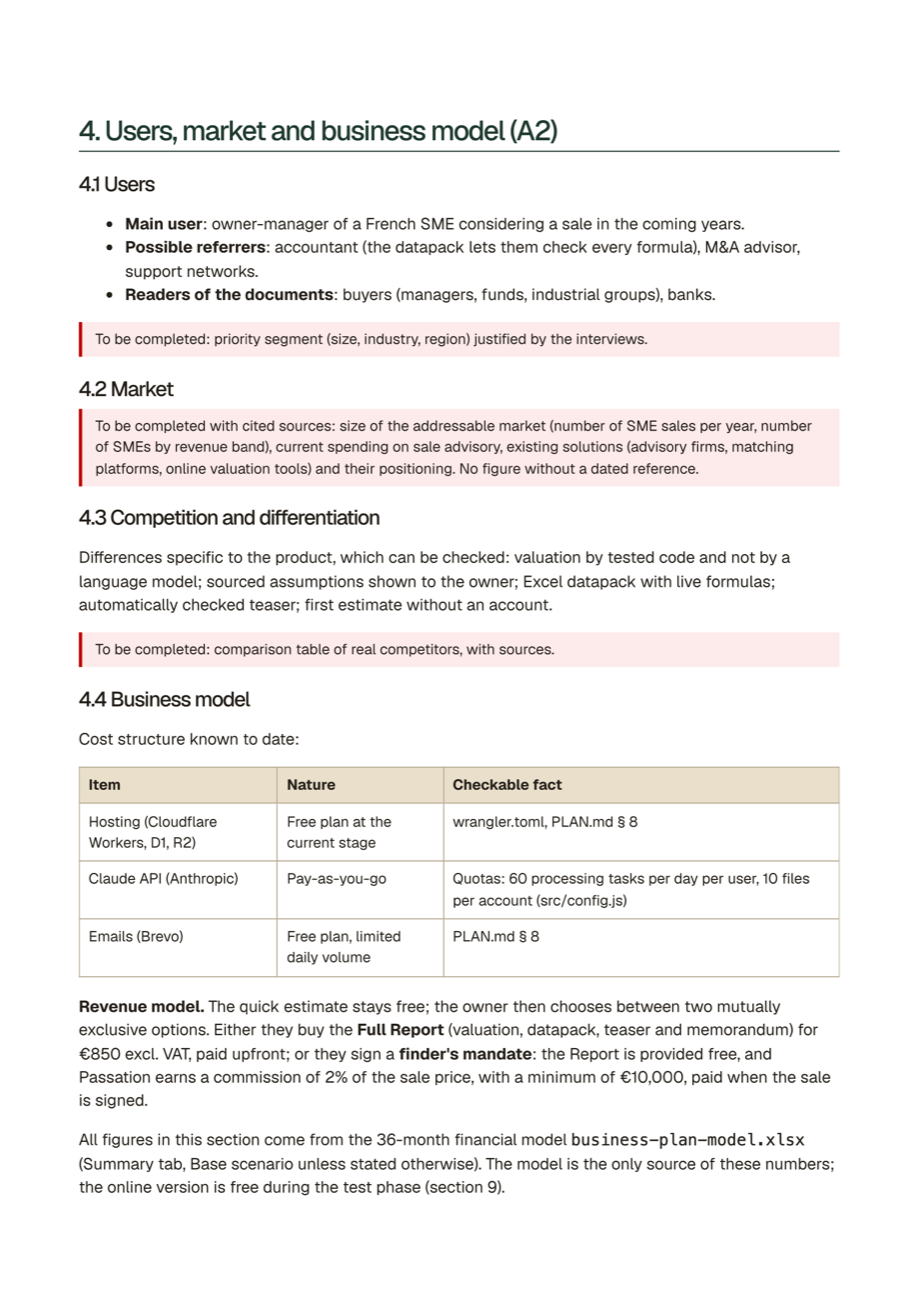 4. Users, market and business model (A2)
4.1 Users
• Main user: owner-manager of a French SME considering a sale in the coming years.
• Possible referrers: accountant (the datapack lets them check every formula), M&A advisor,
support networks.
• Readers of the documents: buyers (managers, funds, industrial groups), banks.
To be completed: priority segment (size, industry, region) justified by the interviews.
4.2 Market
To be completed with cited sources: size of the addressable market (number of SME sales per year, number
of SMEs by revenue band), current spending on sale advisory, existing solutions (advisory firms, matching
platforms, online valuation tools) and their positioning. No figure without a dated reference.
4.3 Competition and differentiation
Differences specific to the product, which can be checked: valuation by tested code and not by a
language model; sourced assumptions shown to the owner; Excel datapack with live formulas;
automatically checked teaser; first estimate without an account.
To be completed: comparison table of real competitors, with sources.
4.4 Business model
Cost structure known to date:
Item Nature Checkable fact
Hosting (Cloudflare Free plan at the wrangler.toml, PLAN.md § 8
Workers, D1, R2) current stage
Claude API (Anthropic) Pay-as-you-go Quotas: 60 processing tasks per day per user, 10 files
per account (src/config.js)
Emails (Brevo) Free plan, limited PLAN.md § 8
daily volume
Revenue model. The quick estimate stays free; the owner then chooses between two mutually
exclusive options. Either they buy the Full Report (valuation, datapack, teaser and memorandum) for
€850 excl. VAT, paid upfront; or they sign a finder's mandate: the Report is provided free, and
Passation earns a commission of 2% of the sale price, with a minimum of €10,000, paid when the sale
is signed.
All figures in this section come from the 36-month financial model business-plan-model.xlsx
(Summary tab, Base scenario unless stated otherwise). The model is the only source of these numbers;
the online version is free during the test phase (section 9).